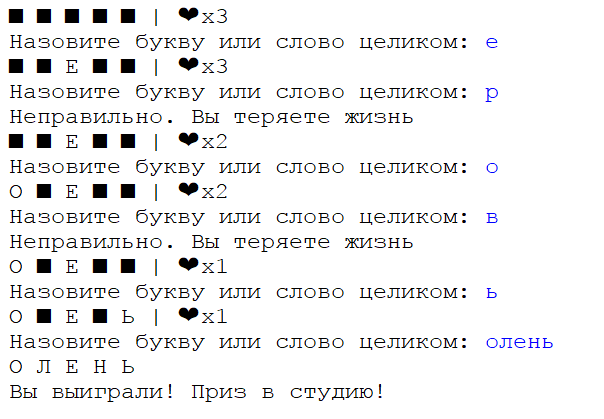 ■ ■ ■ ■ ■ | ❤x3
Назовите букву или слово целиком: е
■ ■ Е ■ ■ | ❤x3
Назовите букву или слово целиком: р
Неправильно. Вы теряете жизнь
■ ■ Е ■ ■ | ❤x2
Назовите букву или слово целиком: о
О ■ Е ■ ■ | ❤x2
Назовите букву или слово целиком: в
Неправильно. Вы теряете жизнь
О ■ Е ■ ■ | ❤x1
Назовите букву или слово целиком: ь
О ■ Е ■ Ь | ❤x1
Назовите букву или слово целиком: олень
О Л Е Н Ь
Вы выиграли! Приз в студию!